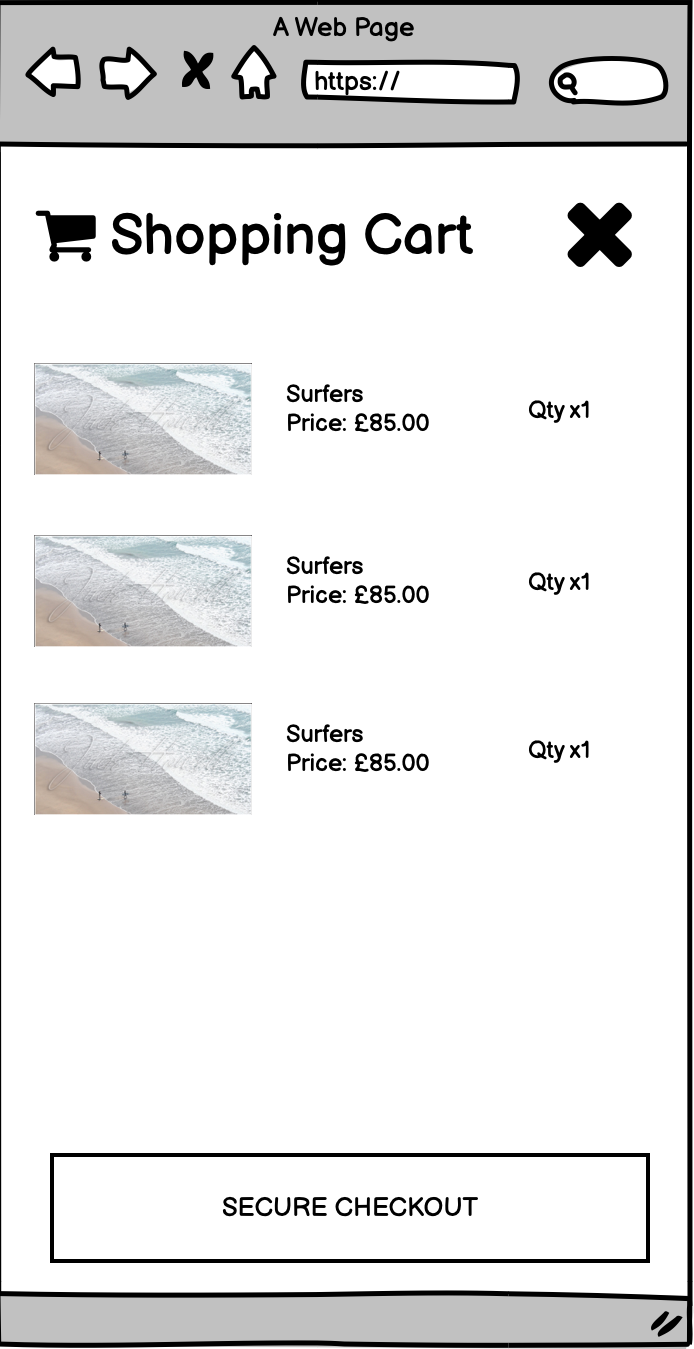 A Web Page
https://
Shopping Cart
Surfers
Price: £85.00
Qty x1
Surfers
Price: £85.00
Qty x1
Surfers
Price: £85.00
Qty x1
SECURE CHECKOUT